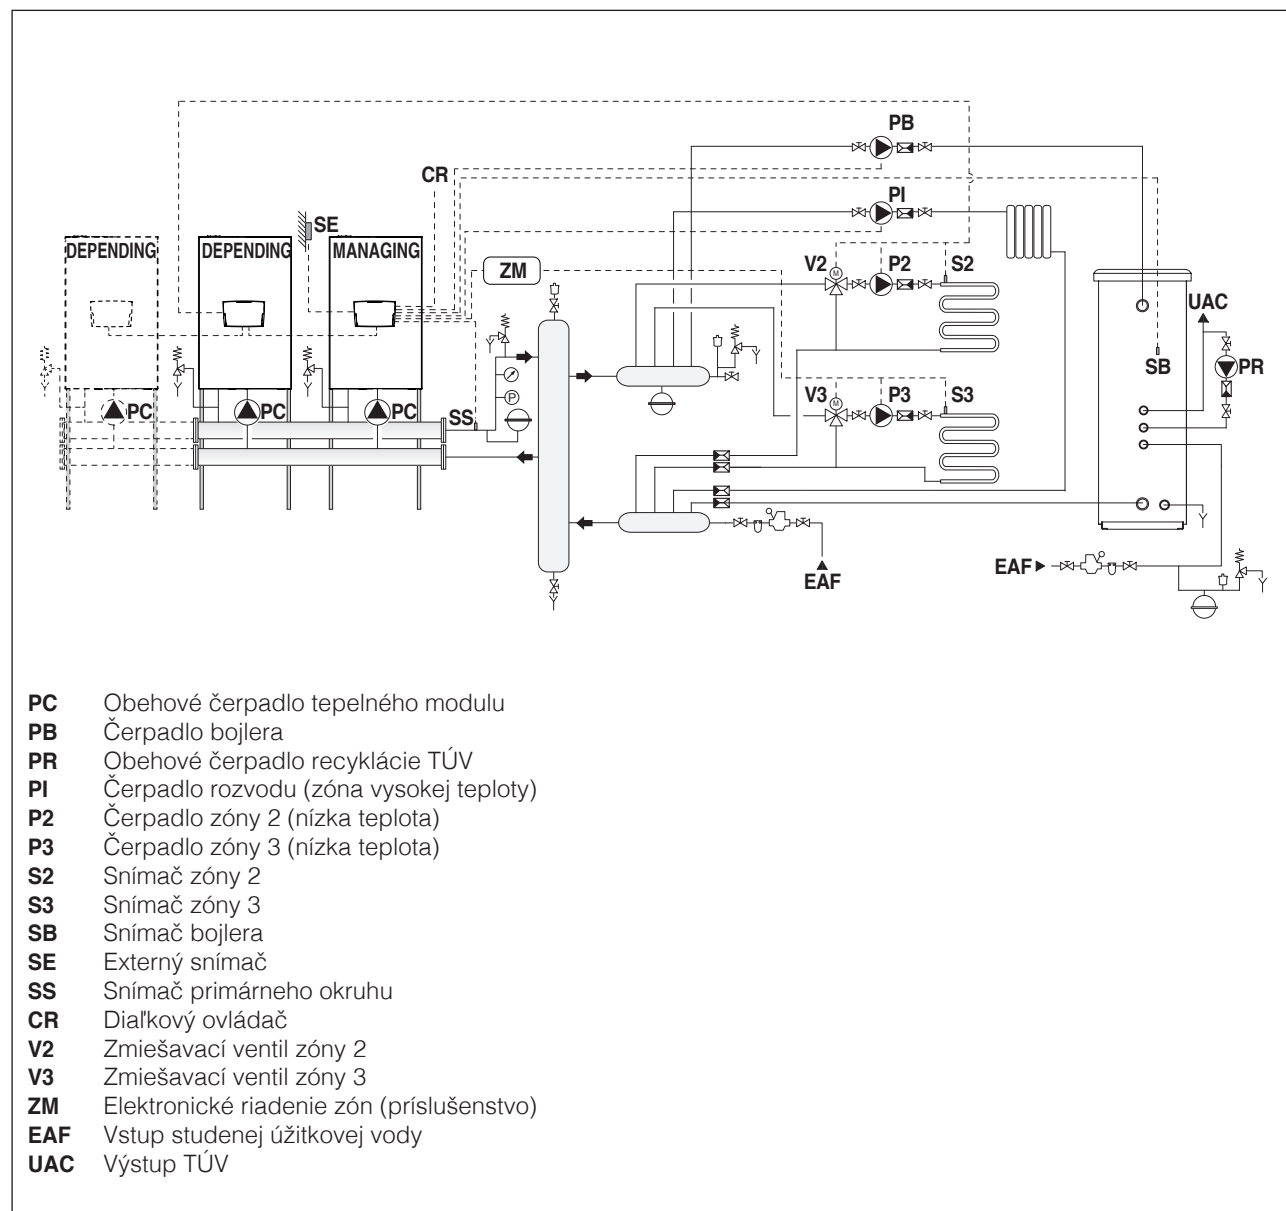 PB
CR
PI
SE
DEPENDING DEPENDING MANAGING
ZM
V2 P2 S2
M
UAC
SB PR
V3 P3 S3
M
P
PC PC PC SS
EAF
EAF
PC Obehové čerpadlo tepelného modulu
PB Čerpadlo bojlera
PR Obehové čerpadlo recyklácie TÚV
PI Čerpadlo rozvodu (zóna vysokej teploty)
P2 Čerpadlo zóny 2 (nízka teplota)
P3 Čerpadlo zóny 3 (nízka teplota)
S2 Snímač zóny 2
S3 Snímač zóny 3
SB Snímač bojlera
SE Externý snímač
SS Snímač primárneho okruhu
CR Diaľkový ovládač
V2 Zmiešavací ventil zóny 2
V3 Zmiešavací ventil zóny 3
ZM Elektronické riadenie zón (príslušenstvo)
EAF Vstup studenej úžitkovej vody
UAC Výstup TÚV